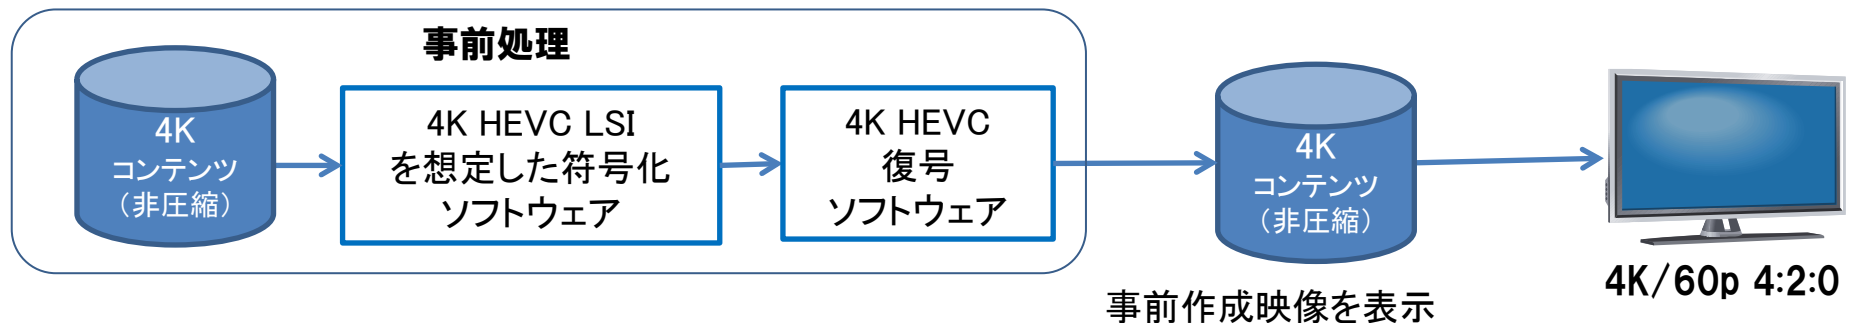 事前処理
4K
コンテンツ
（非圧縮）
4K HEVC LSI
を想定した符号化
ソフトウェア
4K HEVC
復号
ソフトウェア
4K
コンテンツ
（非圧縮）
事前作成映像を表示
4K/60p 4:2:0